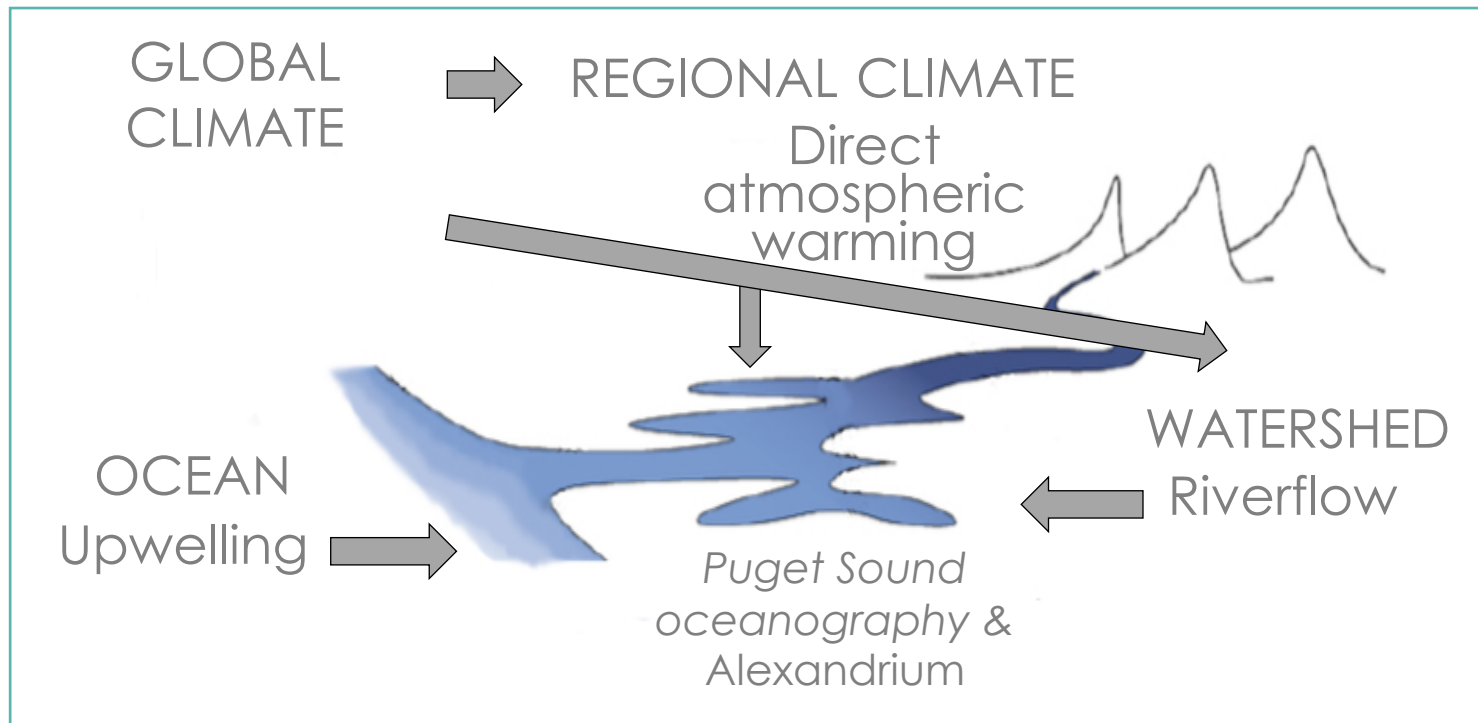 GLOBAL
CLIMATE
REGIONAL CLIMATE
Direct
atmospheric
warming
OCEAN
Upwelling
WATERSHED
Riverflow
Puget Sound
oceanography &
Alexandrium